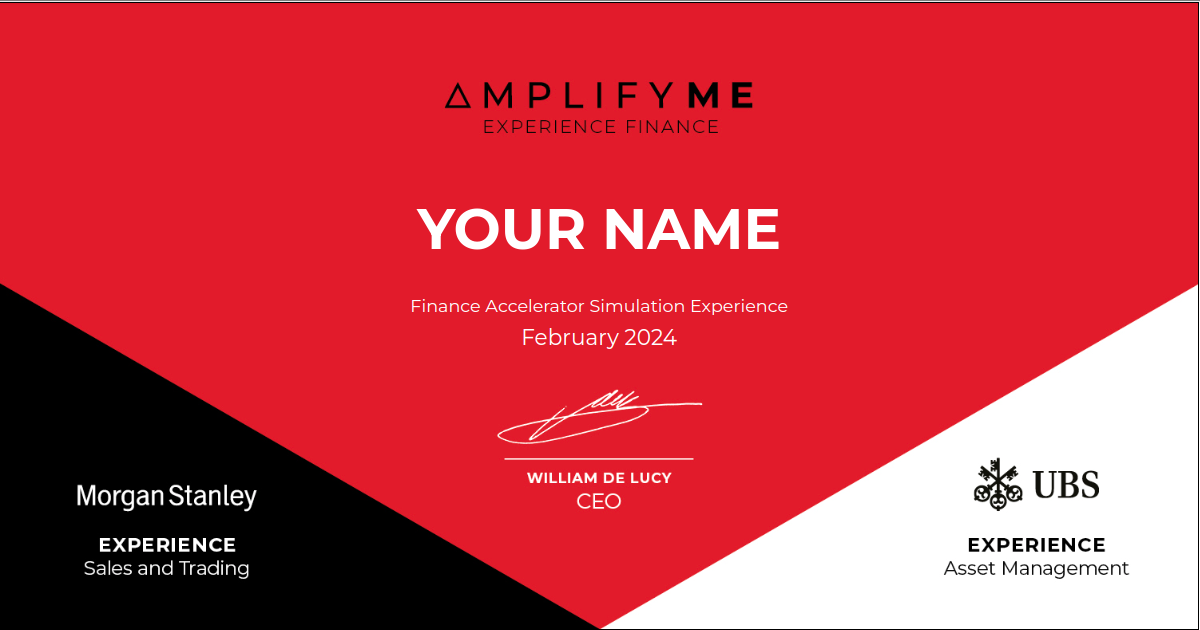 AMPLIFYME
EXPERIENCE FINANCE
YOUR NAME
Finance Accelerator Simulation Experience
February 2024
WILLIAM DE LUCY
CEO
Morgan Stanley
EXPERIENCE
Sales and Trading
UBS
EXPERIENCE
Asset Management